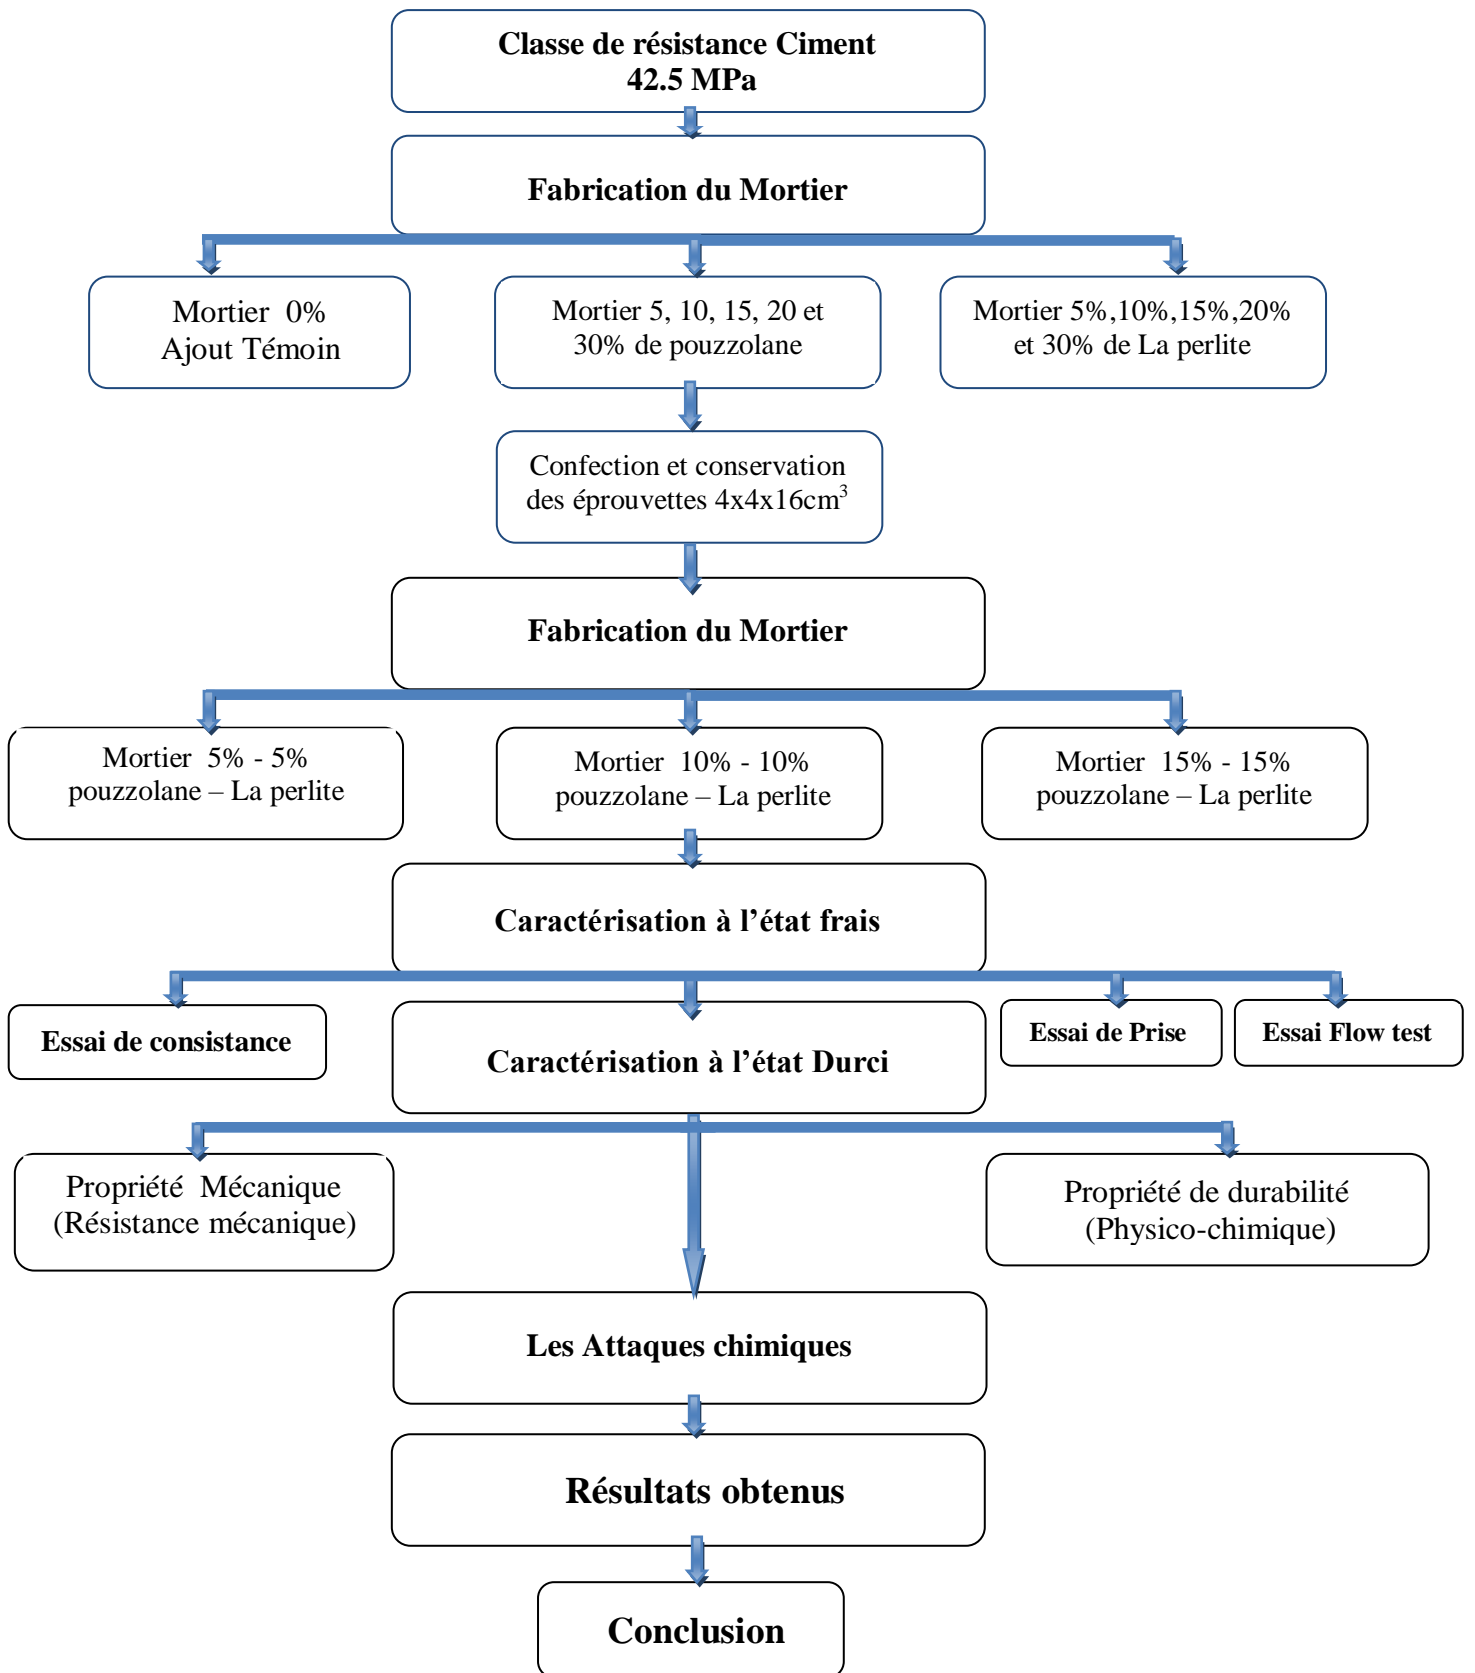 Classe de résistance Ciment
42.5 MPa
Fabrication du Mortier
Mortier 0%
Ajout Témoin
Mortier 5, 10, 15, 20 et
30% de pouzzolane
Mortier 5%,10%,15%,20%
et 30% de La perlite
Confection et conservation
des éprouvettes 4x4x16cm³
Fabrication du Mortier
Mortier 5% - 5%
pouzzolane – La perlite
Mortier 10% - 10%
pouzzolane – La perlite
Mortier 15% - 15%
pouzzolane – La perlite
Caractérisation à l’état frais
Essai de consistance
Caractérisation à l’état Durci
Essai de Prise
Essai Flow test
Propriété Mécanique
(Résistance mécanique)
Propriété de durabilité
(Physico-chimique)
Les Attaques chimiques
Résultats obtenus
Conclusion